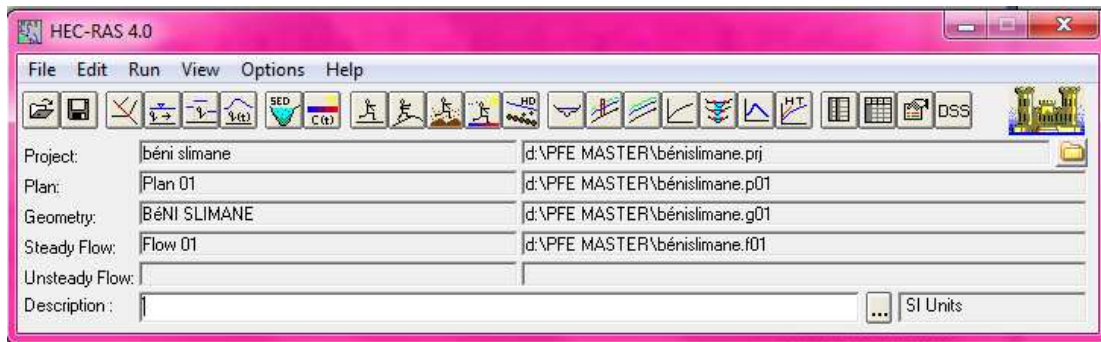 HEC-RAS 4.0
File Edit Run View Options Help
SED C(t) HD HT DSS
Project: béni slimane d:\PFE MASTER\bénislimane.prj
Plan: Plan 01 d:\PFE MASTER\bénislimane.p01
Geometry: BéNI SLIMANE d:\PFE MASTER\bénislimane.g01
Steady Flow: Flow 01 d:\PFE MASTER\bénislimane.f01
Unsteady Flow:
Description : ... SI Units